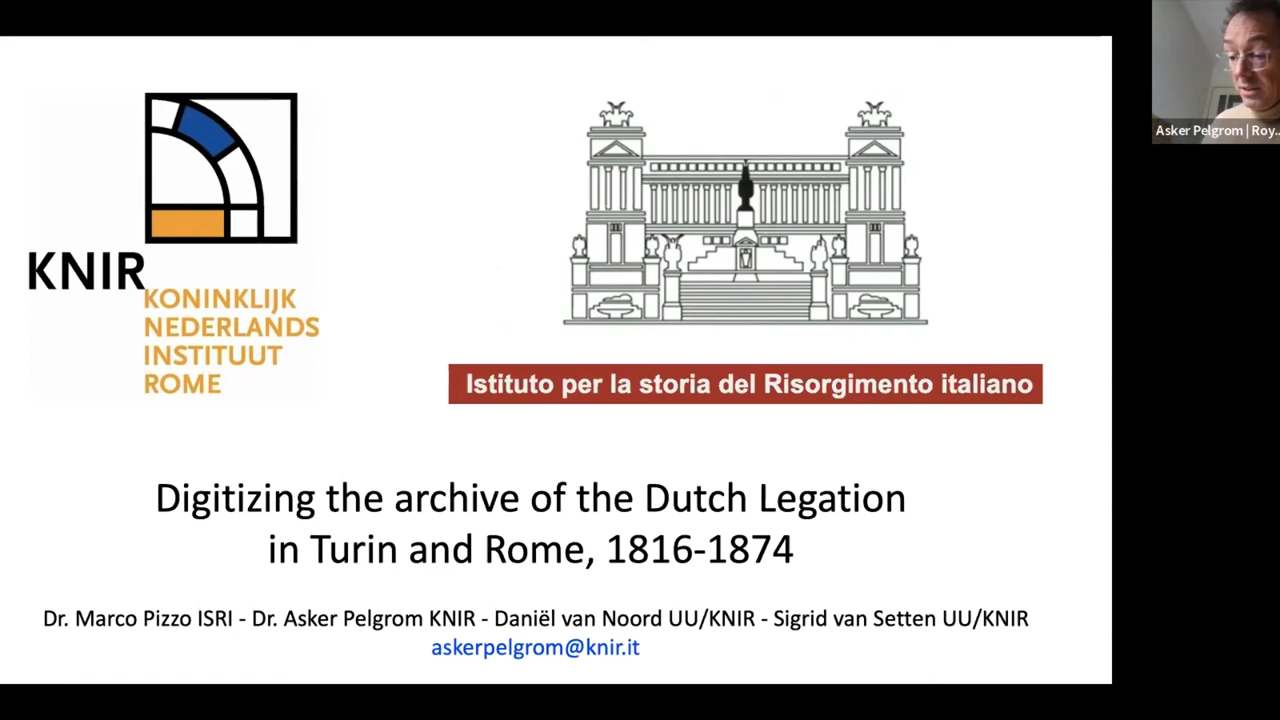 KNIR
KONINKLIJK
NEDERLANDS
INSTITUUT
ROME
Istituto per la storia del Risorgimento italiano
Asker Pelgrom | Roy...
Digitizing the archive of the Dutch Legation
in Turin and Rome, 1816-1874
Dr. Marco Pizzo ISRI - Dr. Asker Pelgrom KNIR - Daniël van Noord UU/KNIR - Sigrid van Setten UU/KNIR
askerpelgrom@knir.it